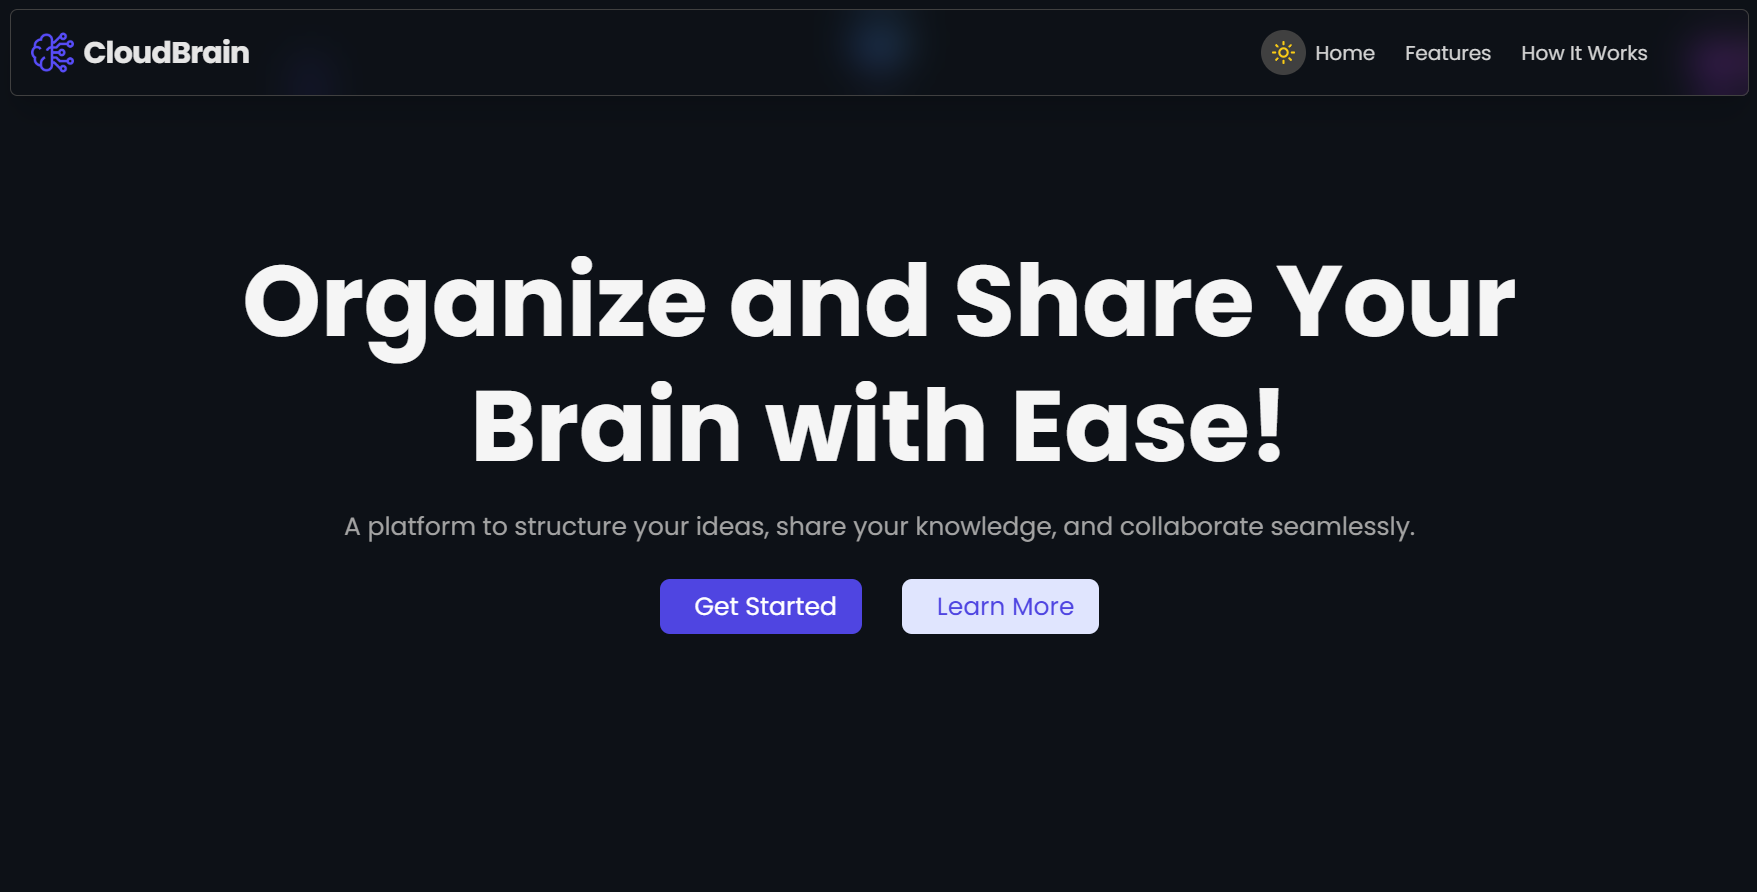 CloudBrain
Home
Features
How It Works
Organize and Share Your
Brain with Ease!
A platform to structure your ideas, share your knowledge, and collaborate seamlessly.
Get Started
Learn More